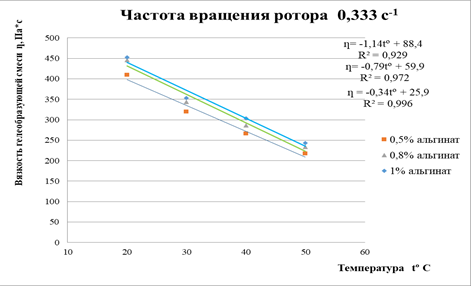 Частота вращения ротора 0,333 с-1
Вязкость гелеобразующей смеси η,Па*с
500
450
400
350
300
250
200
150
100
50
0
10
20
30
40
50
60
Температура tº С
η= -1,14tº + 88,4
R² = 0,929
η= -0,79tº + 59,9
R² = 0,972
η = -0,34tº + 25,9
R² = 0,996
0,5% альгинат
0,8% альгинат
1% альгинат